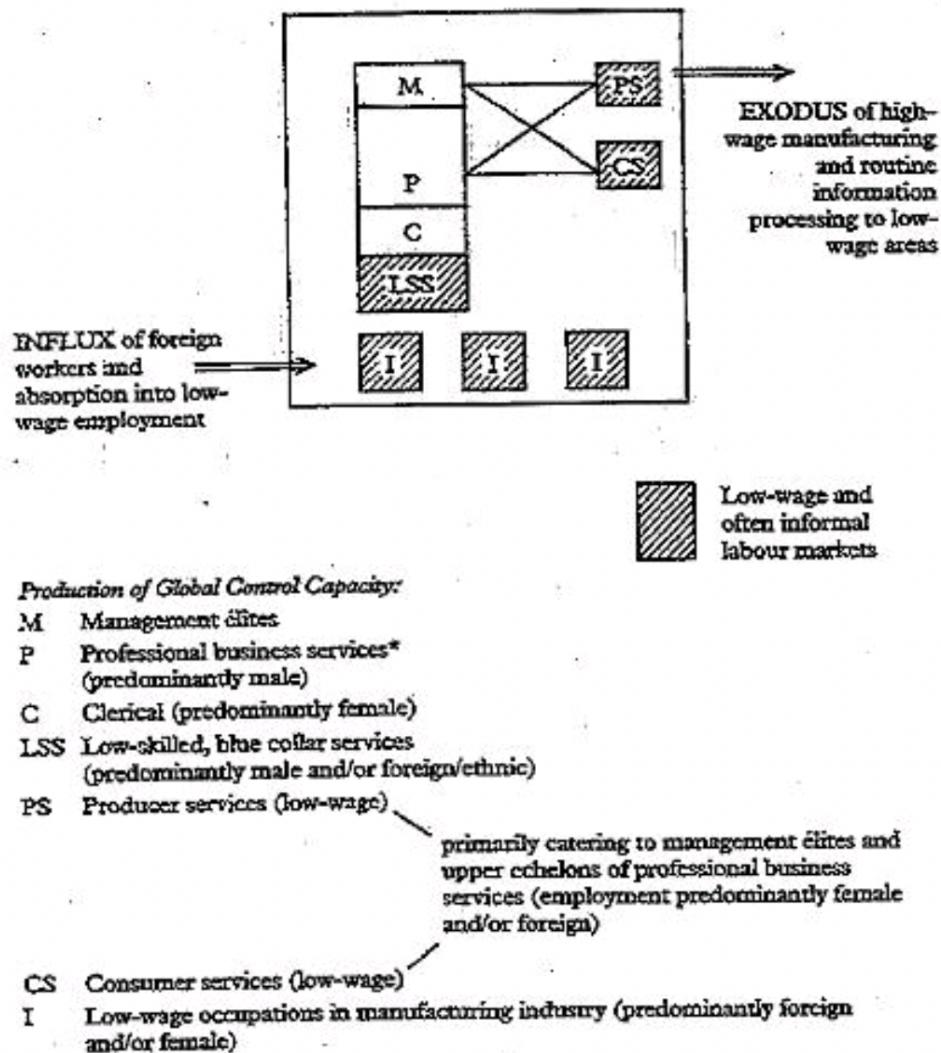 M
PS
EXODUS of high-
wage manufacturing
and routine
information
processing to low-
wage areas
CS
P
C
LSS
INFLUX of foreign
workers and
absorption into low-
wage employment
I
I
I
Low-wage and
often informal
labour markets
Production of Global Control Capacity:
M Management élites
P Professional business services*
(predominantly male)
C Clerical (predominantly female)
LSS Low-skilled, blue collar services
(predominantly male and/or foreign/ethnic)
PS Producer services (low-wage)
primarily catering to management élites and
upper echelons of professional business
services (employment predominantly female
and/or foreign)
CS Consumer services (low-wage)
I Low-wage occupations in manufacturing industry (predominantly foreign
and/or female)